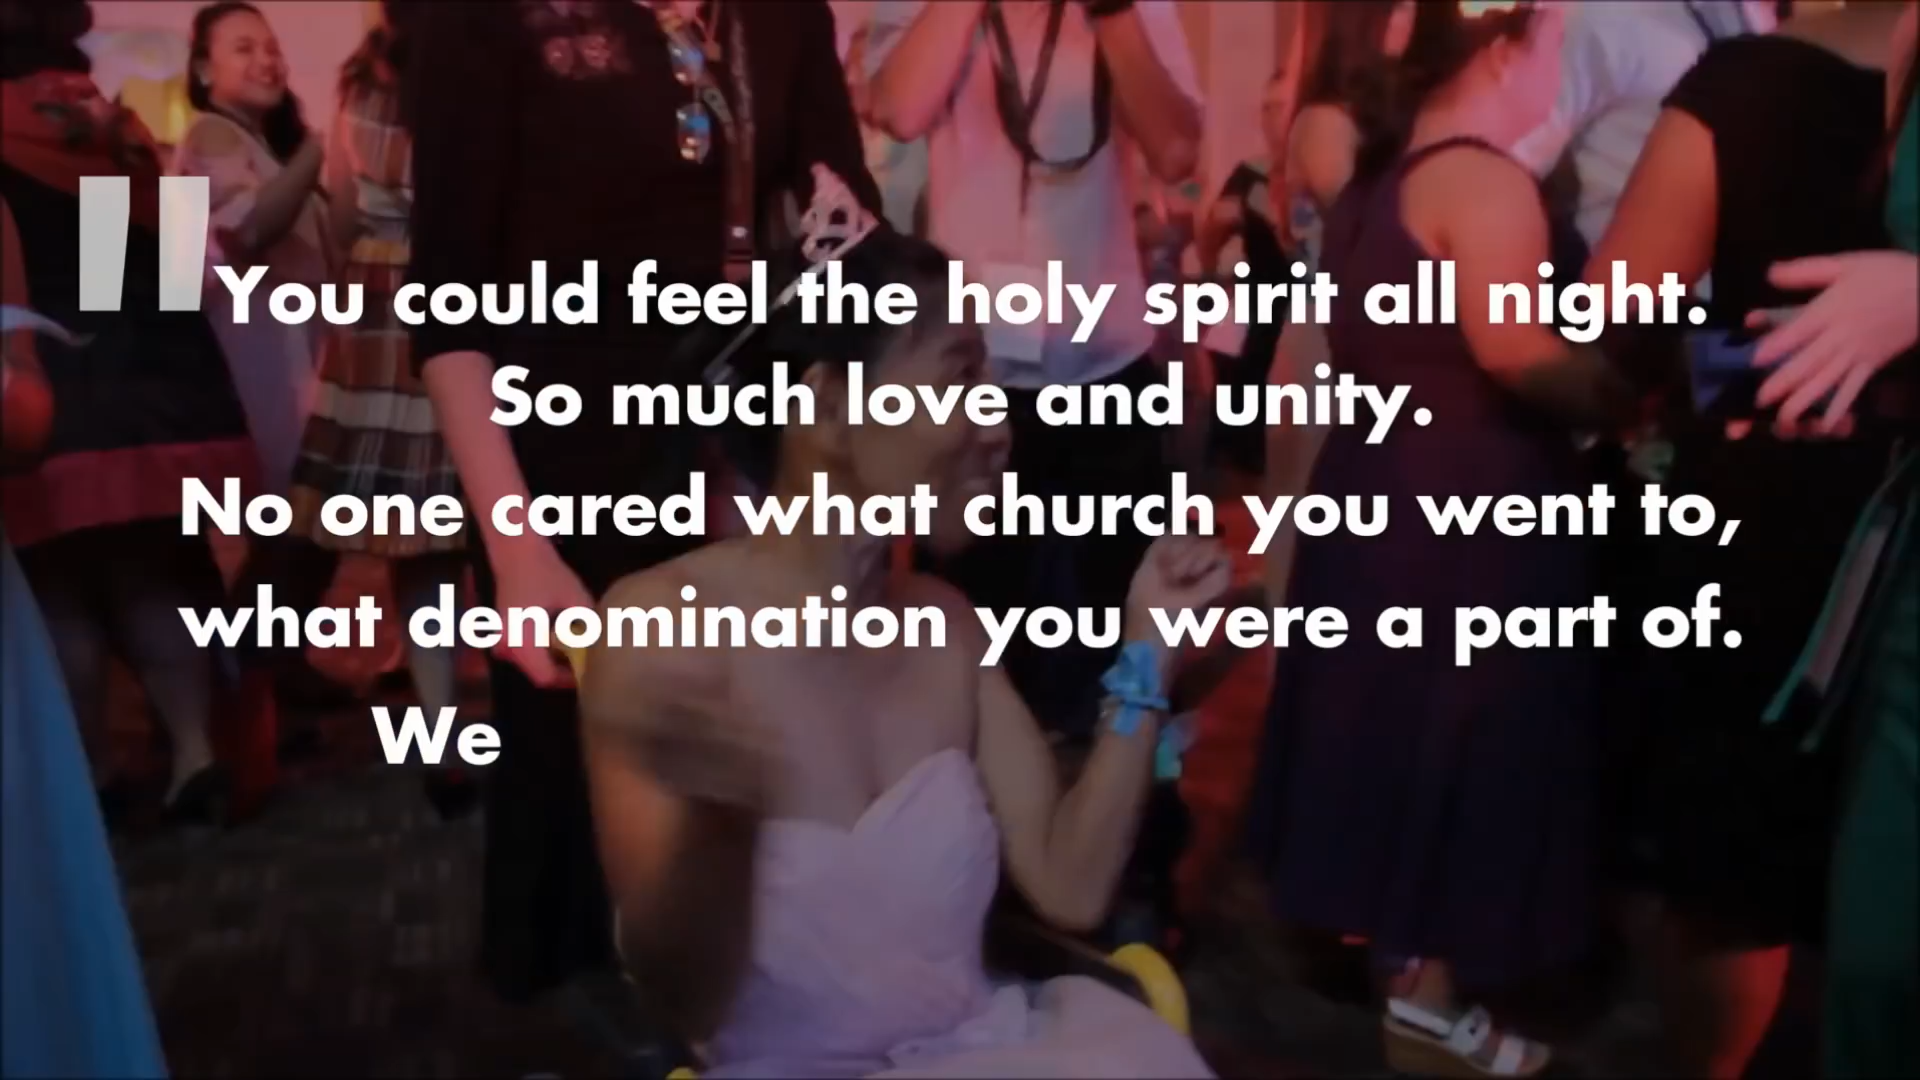 "You could feel the holy spirit all night.
So much love and unity.
No one cared what church you went to,
what denomination you were a part of.
We